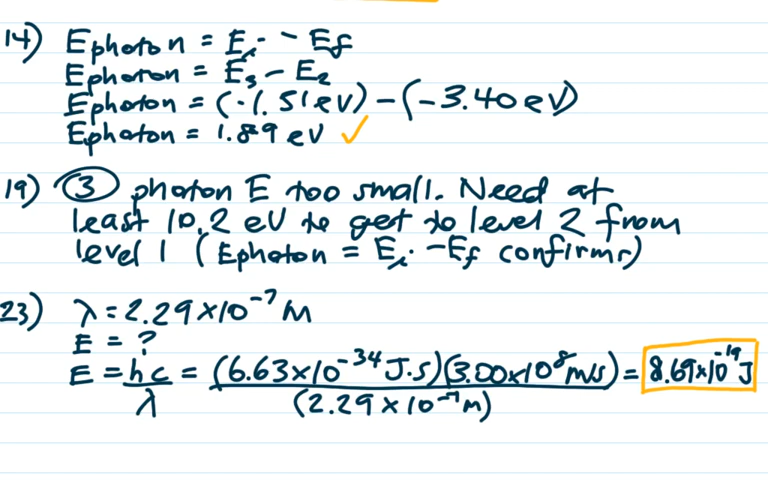 14) Ephoton = Ei - Ef
Ephoton = E3 - E2
Ephoton = (-1.51eV) - (-3.40eV)
Ephoton = 1.89 eV ✓
19) ③ photon E too small. Need at
least 10.2 eV to get to level 2 from
level 1 (Ephoton = Ei - Ef confirms)
23) λ = 2.29×10⁻⁷ m
E = ?
E = hc/λ = (6.63×10⁻³⁴ J·s)(3.00×10⁸ m/s)/(2.29×10⁻⁷ m) = 8.69×10⁻¹⁹ J